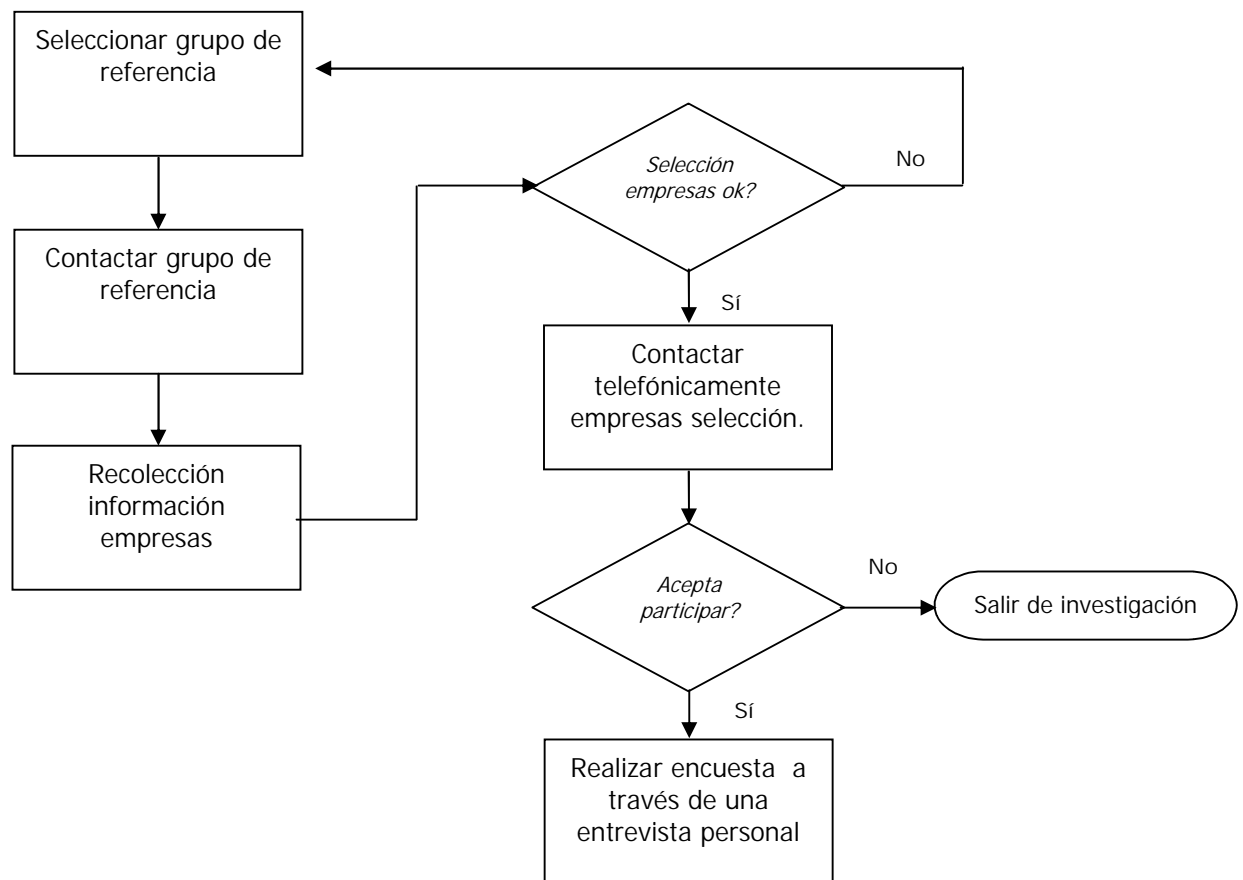 Seleccionar grupo de
referencia
Contactar grupo de
referencia
Recolección
información
empresas
Selección
empresas ok?
No
Sí
Contactar
telefónicamente
empresas selección.
Acepta
participar?
No
Salir de investigación
Sí
Realizar encuesta a
través de una
entrevista personal